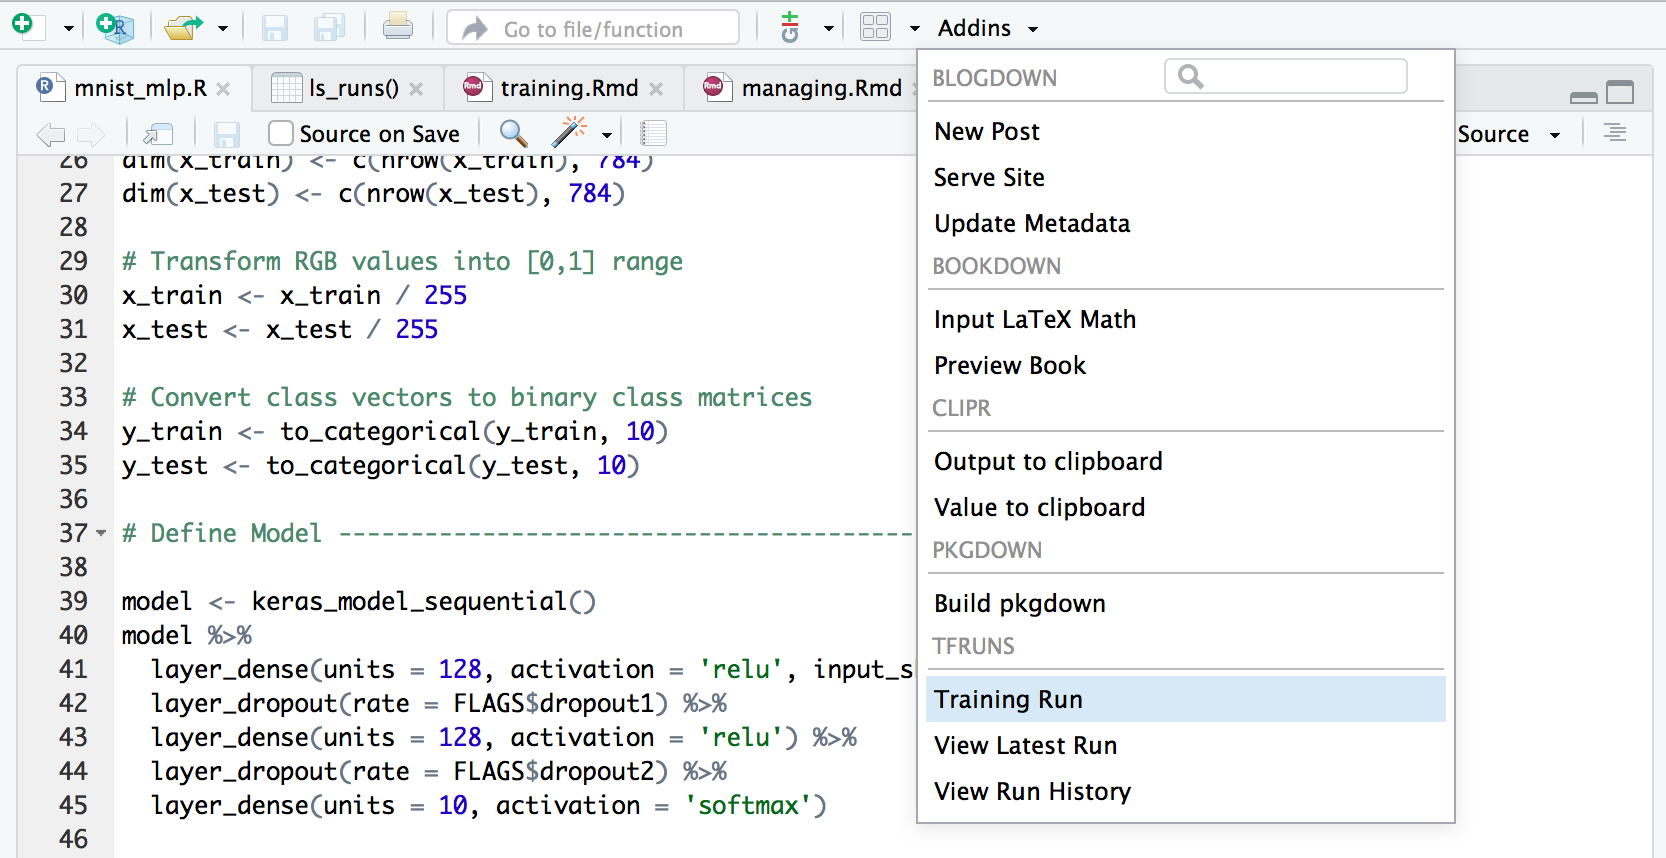 Go to file/function
Addins
mnist_mlp.R
ls_runs()
training.Rmd
managing.Rmd
Source on Save
Source
26 dim(x_train) <- c(nrow(x_train), 784)
27 dim(x_test) <- c(nrow(x_test), 784)
28
29 # Transform RGB values into [0,1] range
30 x_train <- x_train / 255
31 x_test <- x_test / 255
32
33 # Convert class vectors to binary class matrices
34 y_train <- to_categorical(y_train, 10)
35 y_test <- to_categorical(y_test, 10)
36
37 # Define Model ----------------------------------------
38
39 model <- keras_model_sequential()
40 model %>%
41 layer_dense(units = 128, activation = 'relu', input_s
42 layer_dropout(rate = FLAGS$dropout1) %>%
43 layer_dense(units = 128, activation = 'relu') %>%
44 layer_dropout(rate = FLAGS$dropout2) %>%
45 layer_dense(units = 10, activation = 'softmax')
46
BLOGDOWN
New Post
Serve Site
Update Metadata
BOOKDOWN
Input LaTeX Math
Preview Book
CLIPR
Output to clipboard
Value to clipboard
PKGDOWN
Build pkgdown
TFRUNS
Training Run
View Latest Run
View Run History